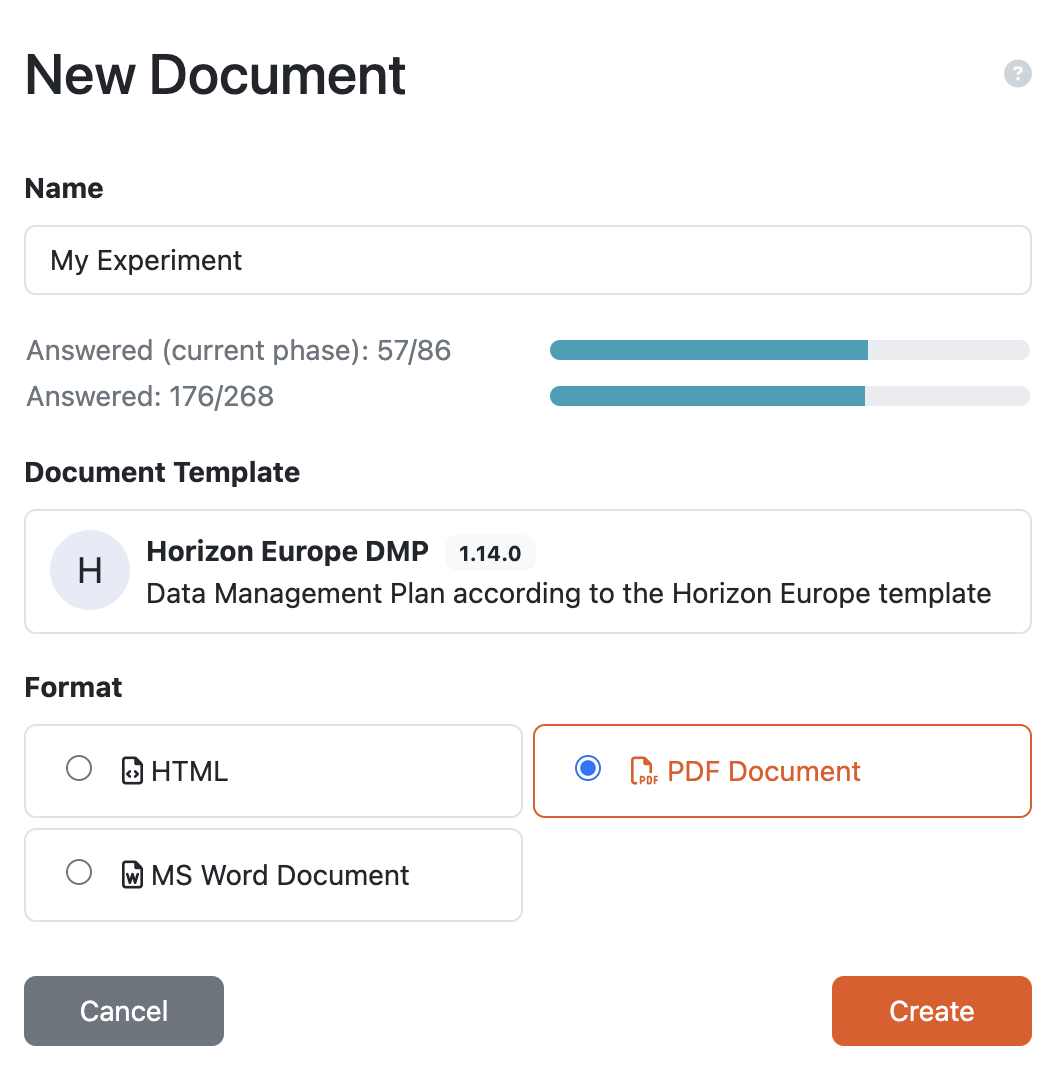 New Document
?
Name
My Experiment
Answered (current phase): 57/86
Answered: 176/268
Document Template
H
Horizon Europe DMP 1.14.0
Data Management Plan according to the Horizon Europe template
Format
HTML
PDF PDF Document
W MS Word Document
Cancel
Create